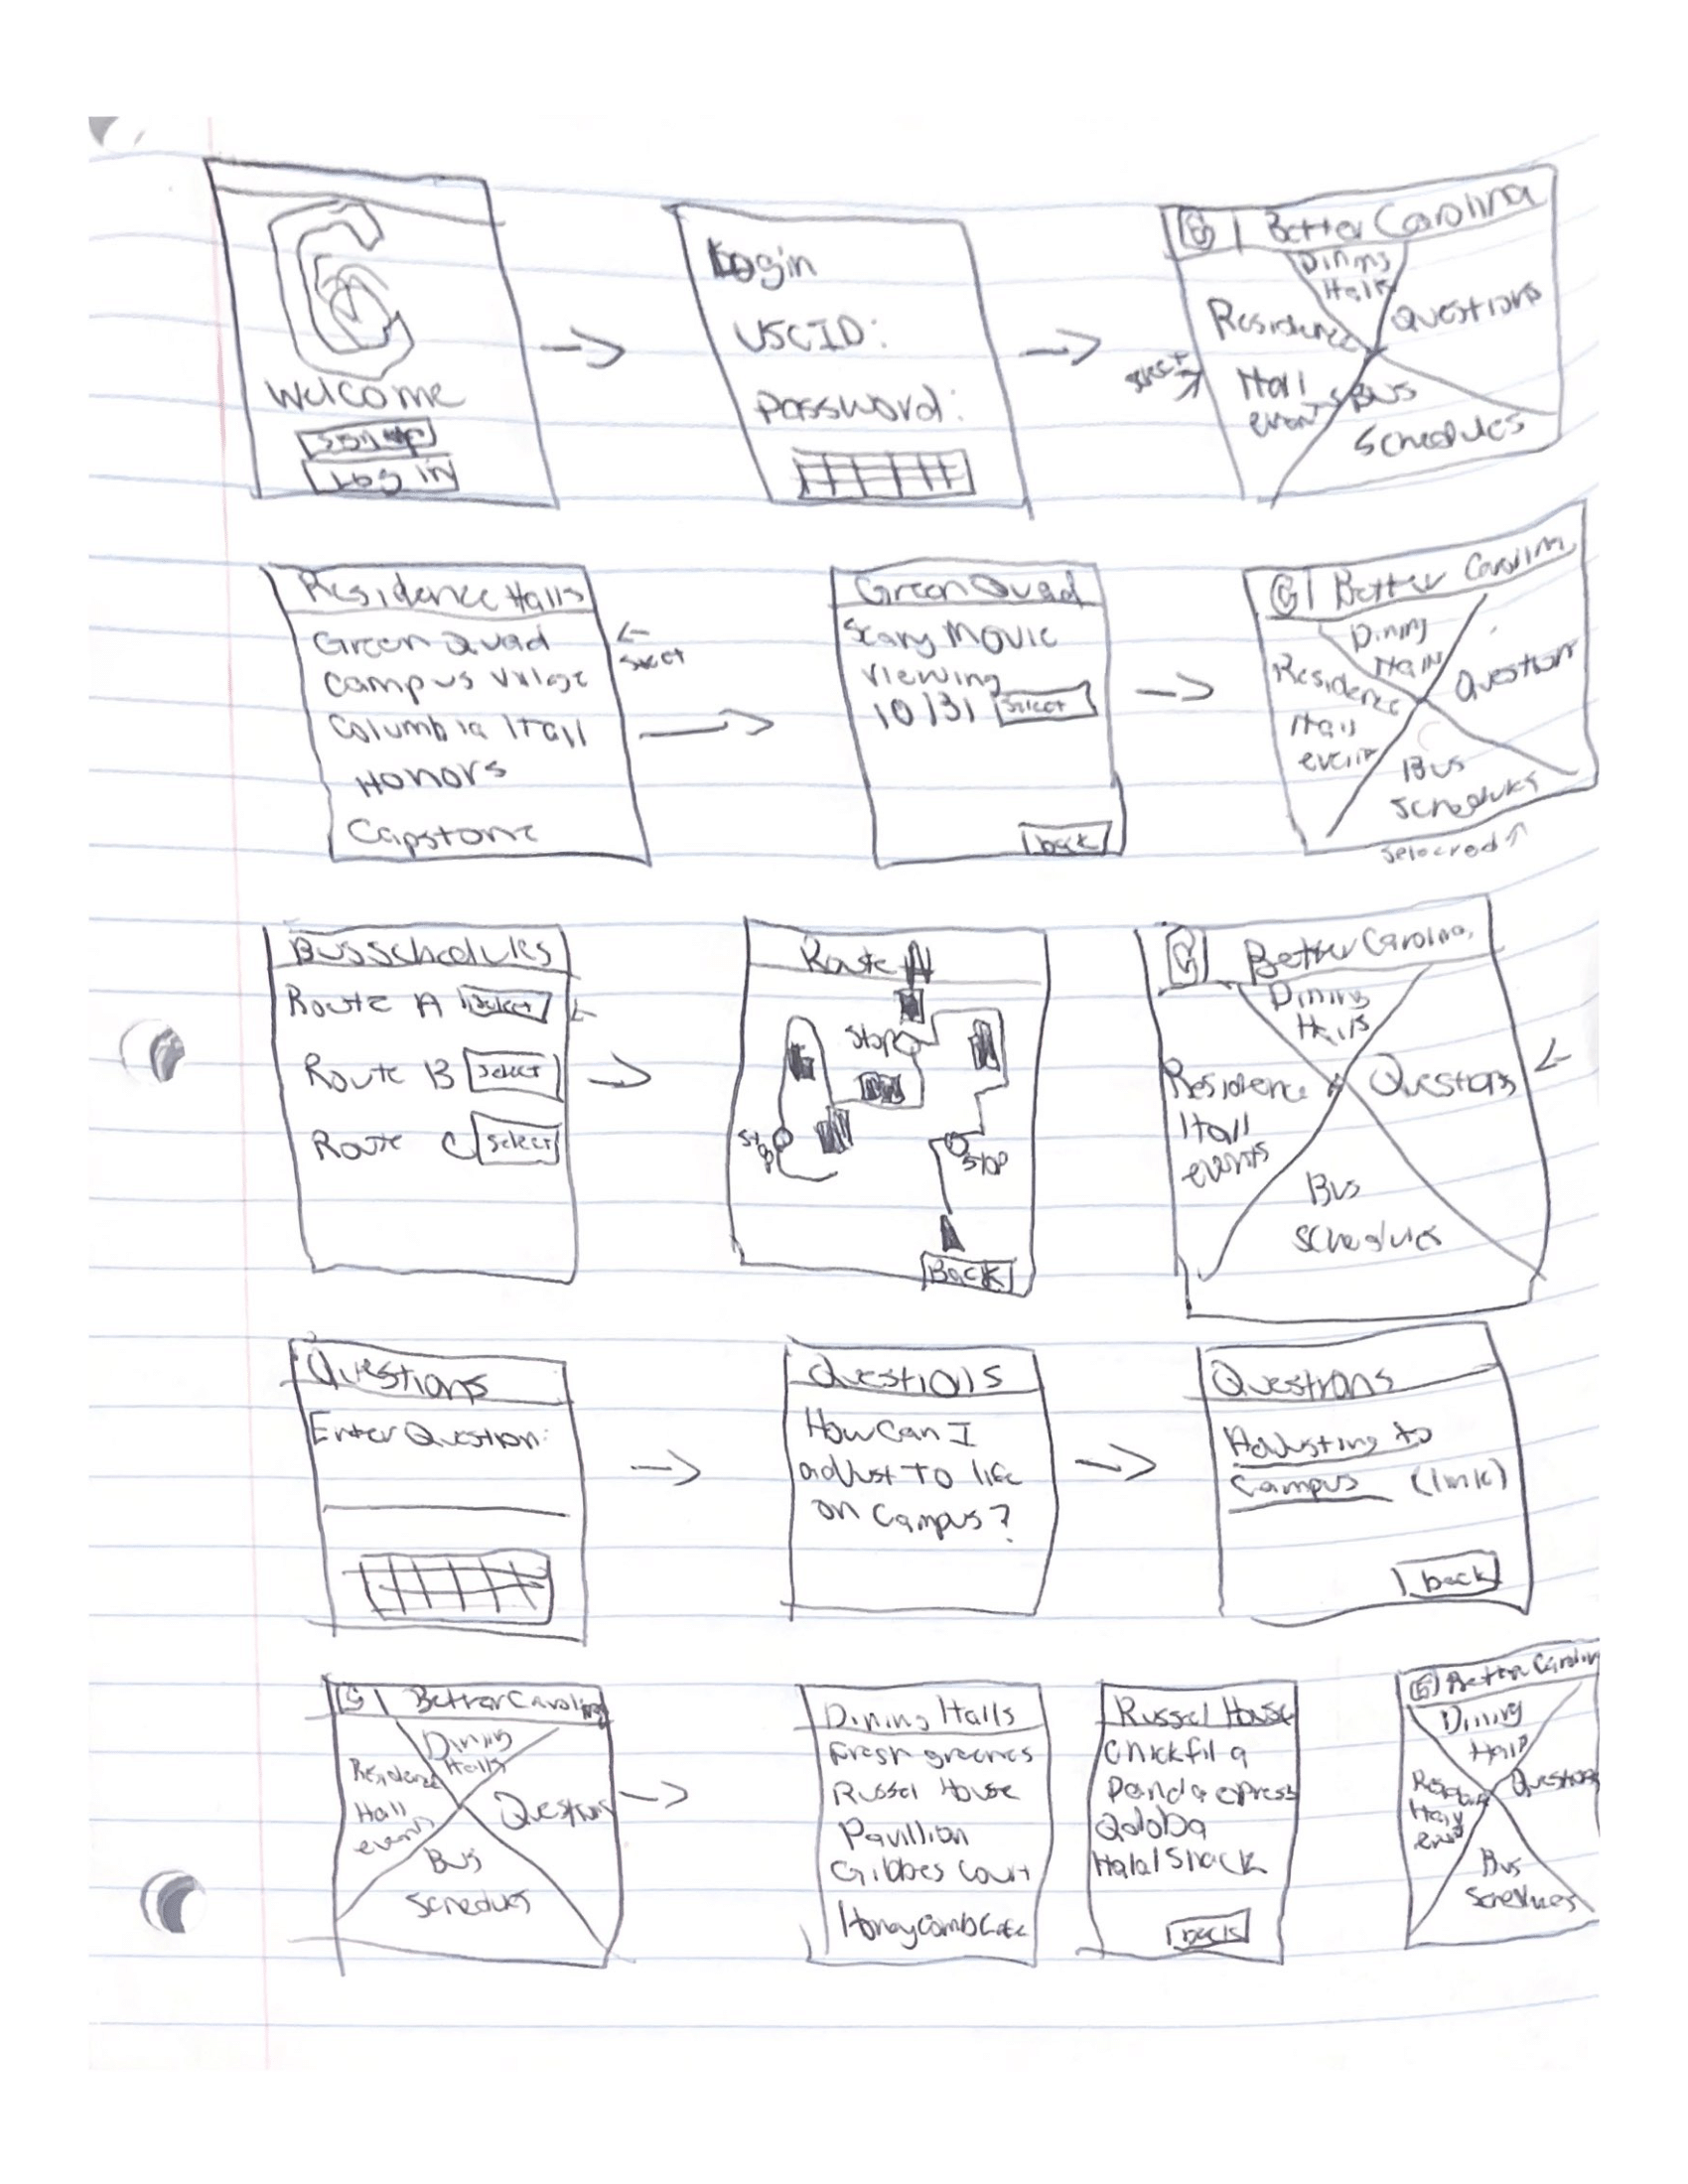 Welcome
Sign up
Log in
Login
USCID:
Password:
Better Carolina
Dining
Halls
Residence
Hall
events
Questions
Bus
Schedules
select
Residence Halls
Green Quad
Campus Village
Columbia Hall
Honors
Capstone
select
Green Quad
Scary Movie
Viewing
10/31 Select
back
Better Carolina
Dining
Halls
Residence
Hall
events
Question
Bus
Schedules
selected
Bus Schedules
Route A Select
Route B Select
Route C Select
Route
Stop
Stop
Stop
Back
Better Carolina
Dining
Halls
Residence
Hall
events
Questions
Bus
Schedules
Questions
Enter Question:
Questions
How Can I
adjust to life
on Campus?
Questions
Adjusting to
Campus (link)
back
Better Carolina
Dining
Halls
Residence
Hall
events
Questions
Bus
Schedules
Dining Halls
Fresh greenes
Russel House
Pavillion
Gibbes Court
Honeycomb Cafe
Russel House
Chickfila
Panda express
Qdoba
Halal Shack
back
Better Carolin
Dining
Halls
Residence
Hall
event
Questions
Bus
Schedules